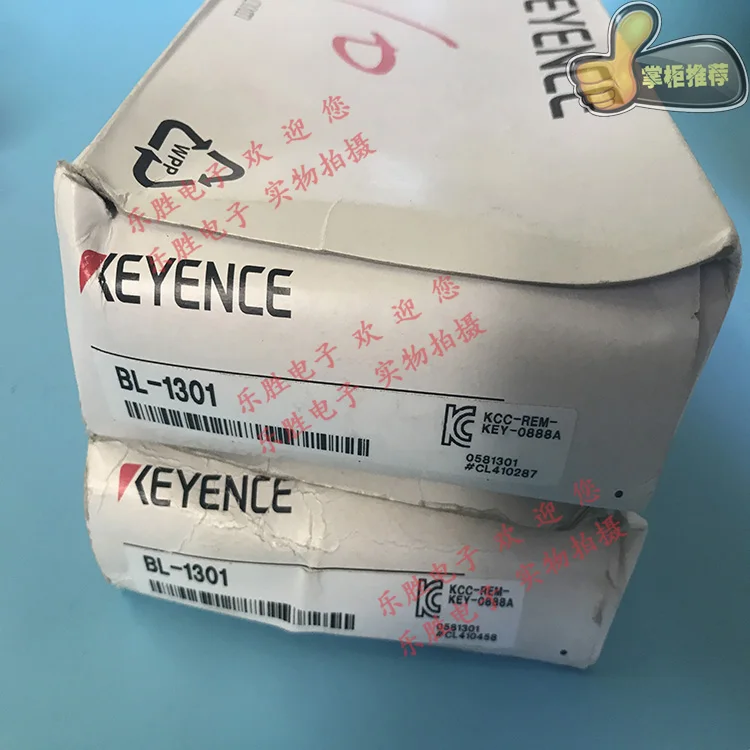 掌柜推荐
KEYENCE
WPP
乐胜电子 欢迎您
乐胜电子 实物拍摄
KEYENCE
BL-1301
KCC-REM-
KEY-0888A
0581301
#CL410287
乐胜电子 欢迎您
乐胜电子 实物拍摄
KEYENCE
BL-1301
KCC-REM-
KEY-0888A
0581301
#CL410458
乐胜电子 欢迎您
乐胜电子 实物拍摄